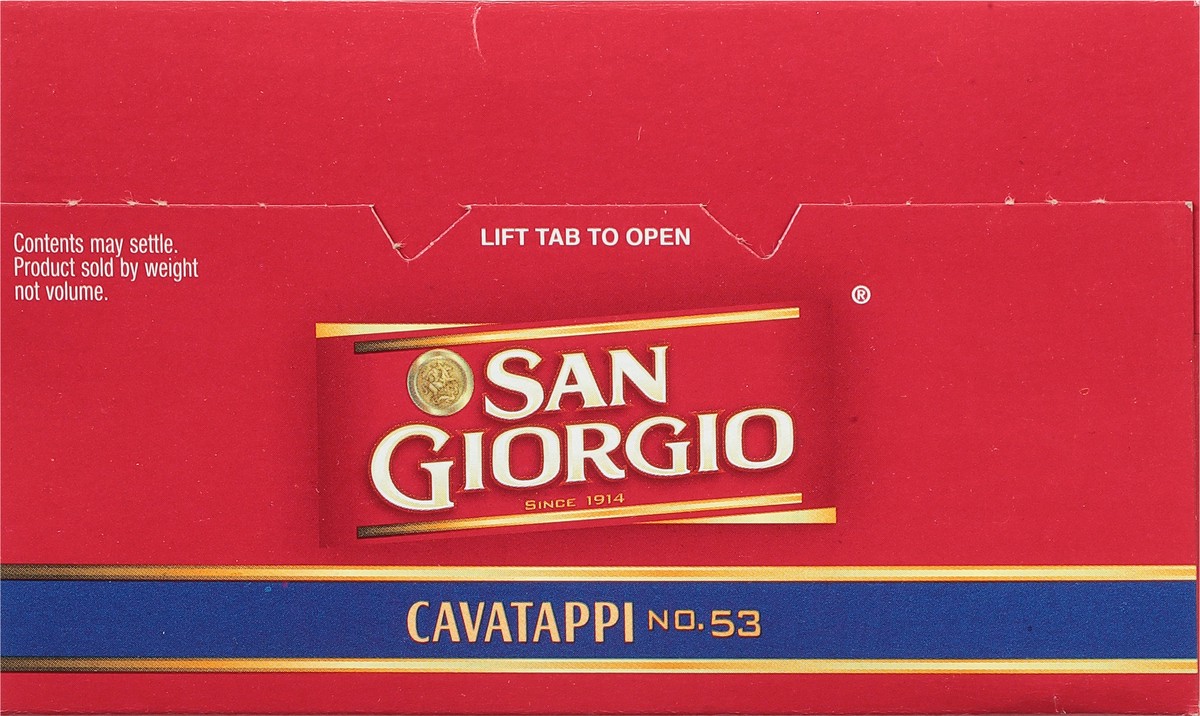 LIFT TAB TO OPEN
Contents may settle.
Product sold by weight
not volume.
®
SAN
GIORGIO
SINCE 1914
CAVATAPPI NO.53